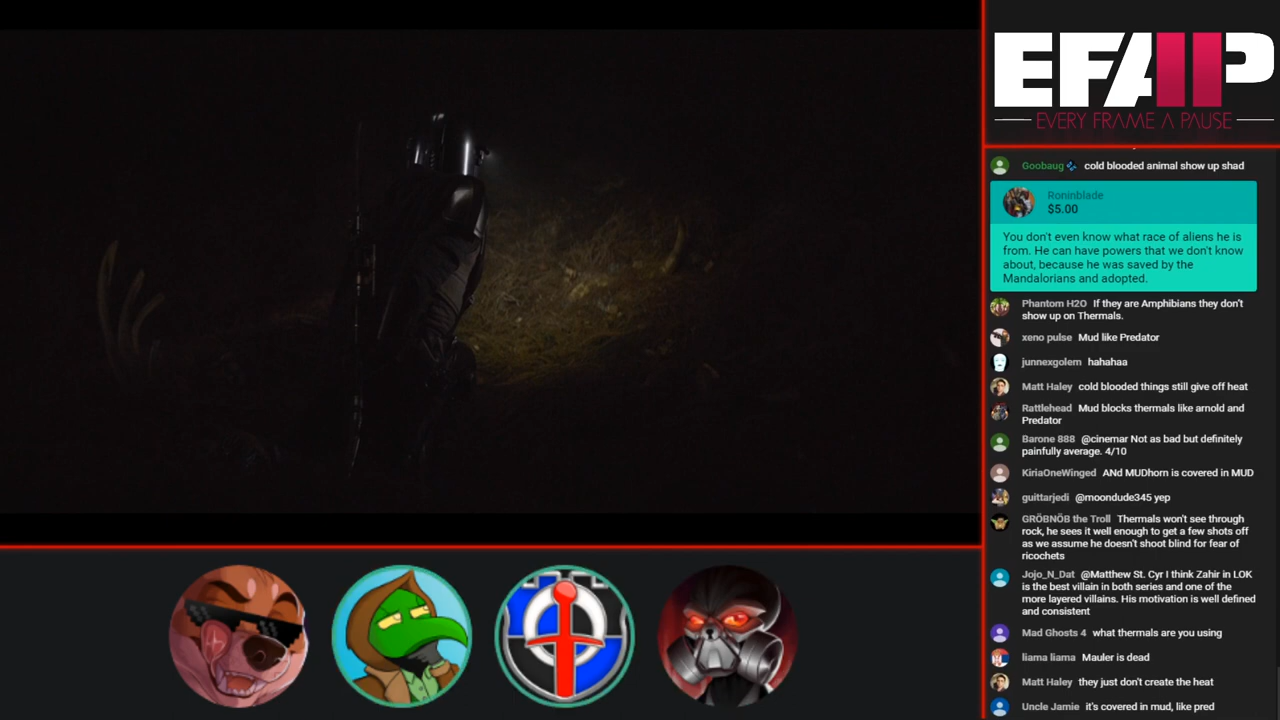 EFAP
EVERY FRAME A PAUSE
Goobaug cold blooded animal show up shad
Roninblade
$5.00
You don't even know what race of aliens he is
from. He can have powers that we don't know
about, because he was saved by the
Mandalorians and adopted.
Phantom H2O If they are Amphibians they don't
show up on Thermals.
xeno pulse Mud like Predator
junnexgolem hahahaa
Matt Haley cold blooded things still give off heat
Rattlehead Mud blocks thermals like arnold and
Predator
Barone 888 @cinemar Not as bad but definitely
painfully average. 4/10
KiriaOneWinged ANd MUDhorn is covered in MUD
guittarjedi @moondude345 yep
GRÖBNÖB the Troll Thermals won't see through
rock, he sees it well enough to get a few shots off
as we assume he doesn't shoot blind for fear of
ricochets
Jojo_N_Dat @Matthew St. Cyr I think Zahir in LOK
is the best villain in both series and one of the
more layered villains. His motivation is well defined
and consistent
Mad Ghosts 4 what thermals are you using
liama liama Mauler is dead
Matt Haley they just don't create the heat
Uncle Jamie it's covered in mud, like pred